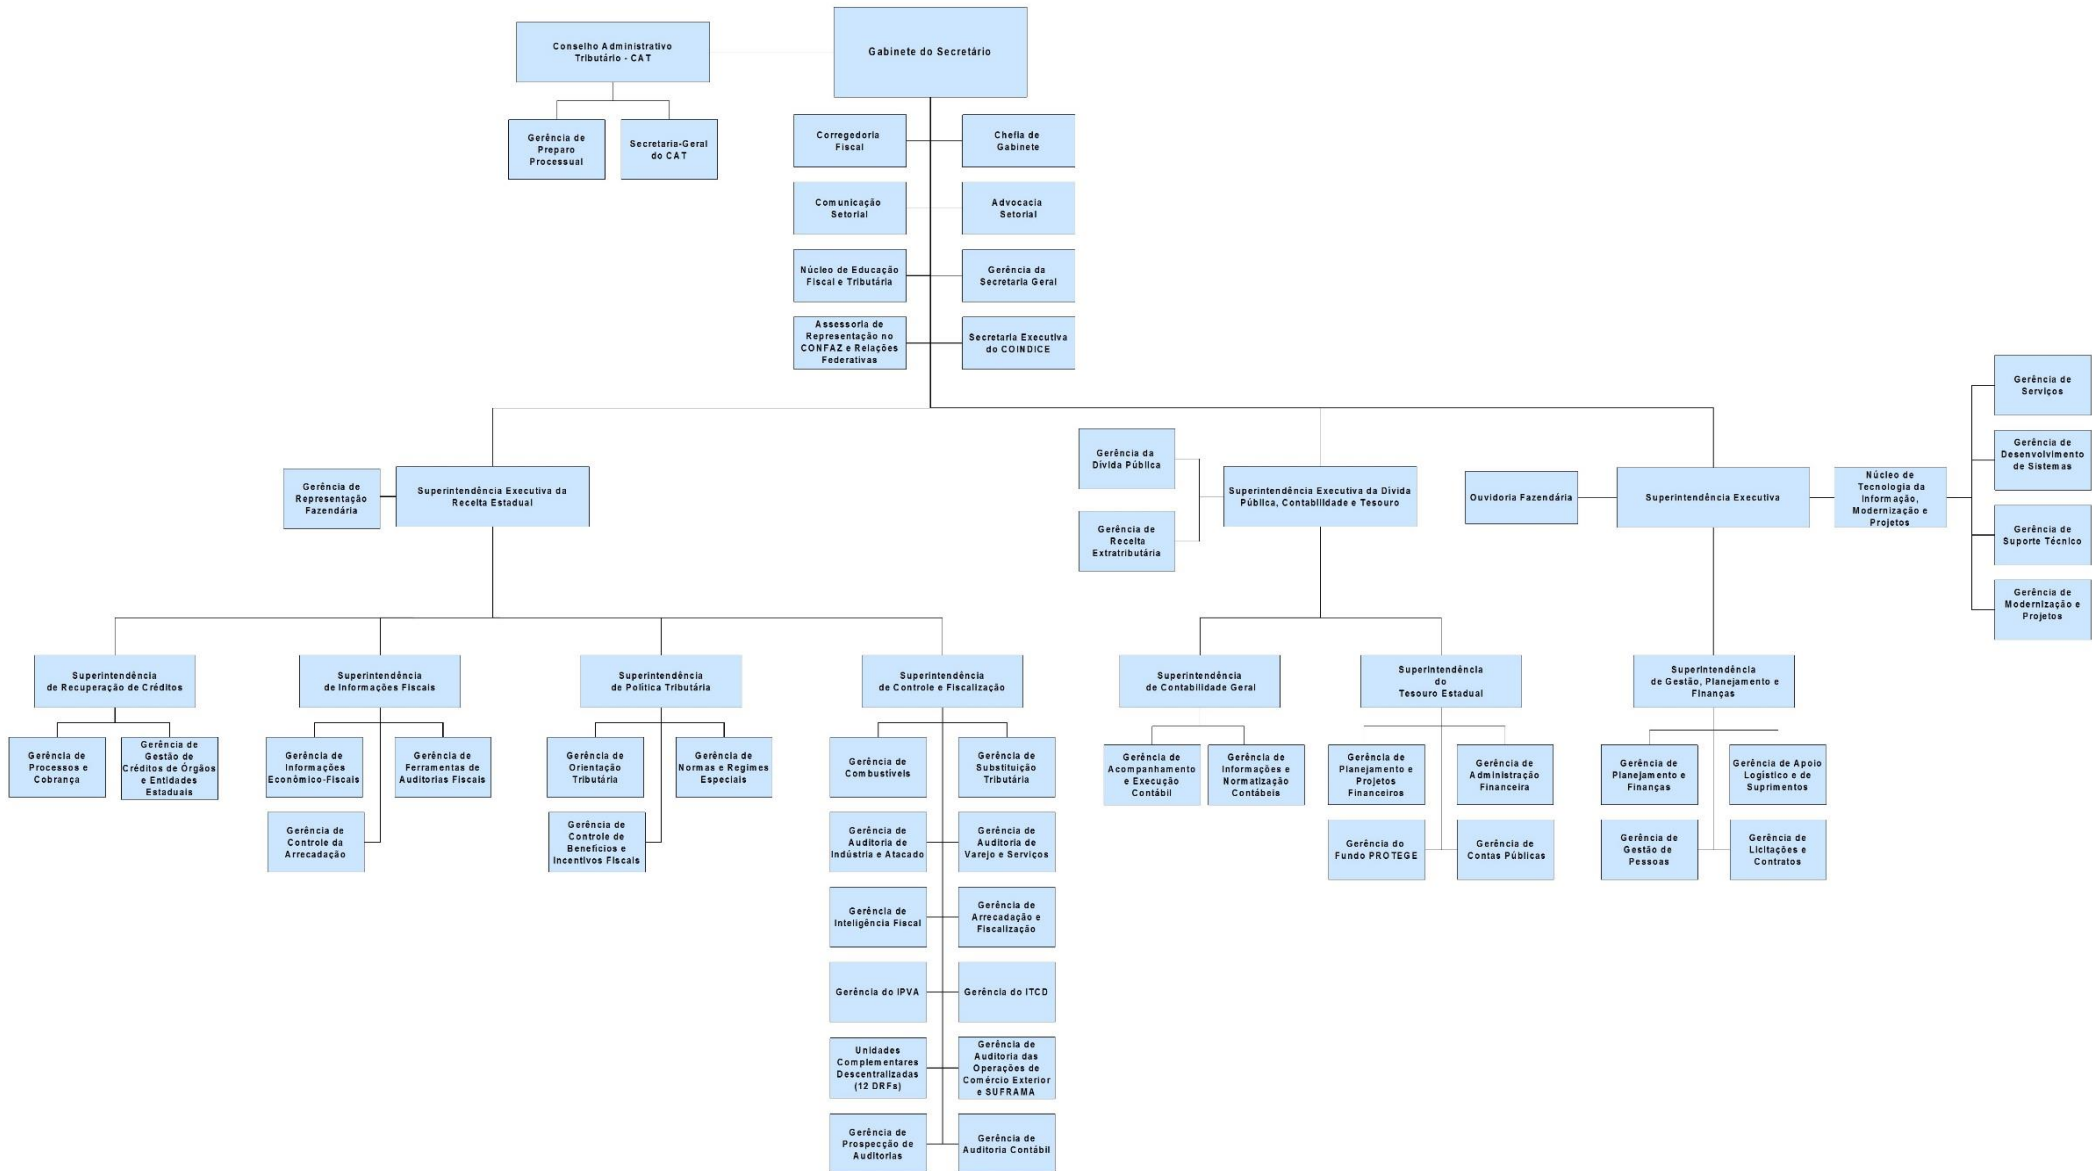 Conselho Administrativo
Tributário - CAT
Gabinete do Secretário
Gerência de
Preparo
Processual
Secretaria-Geral
do CAT
Corregedoria
Fiscal
Chefia de
Gabinete
Comunicação
Setorial
Advocacia
Setorial
Núcleo de Educação
Fiscal e Tributária
Gerência da
Secretaria Geral
Assessoria de
Representação no
CONFAZ e Relações
Federativas
Secretaria Executiva
do COINDICE
Gerência de
Representação
Fazendária
Superintendência Executiva da
Receita Estadual
Gerência da
Dívida Pública
Gerência de
Receita
Extratributária
Superintendência Executiva da Dívida
Pública, Contabilidade e Tesouro
Ouvidoria Fazendária
Superintendência Executiva
Núcleo de
Tecnologia da
Informação,
Modernização e
Projetos
Gerência de
Serviços
Gerência de
Desenvolvimento
de Sistemas
Gerência de
Suporte Técnico
Gerência de
Modernização e
Projetos
Superintendência
de Recuperação de Créditos
Superintendência
de Informações Fiscais
Superintendência
de Política Tributária
Superintendência
de Controle e Fiscalização
Superintendência
de Contabilidade Geral
Superintendência
do
Tesouro Estadual
Superintendência
de Gestão, Planejamento e
Finanças
Gerência de
Processos e
Cobrança
Gerência de
Gestão de
Créditos de Órgãos
e Entidades
Estaduais
Gerência de
Informações
Econômico-Fiscais
Gerência de
Ferramentas de
Auditorias Fiscais
Gerência de
Controle da
Arrecadação
Gerência de
Orientação
Tributária
Gerência de
Normas e Regimes
Especiais
Gerência de
Controle de
Benefícios e
Incentivos Fiscais
Gerência de
Combustívels
Gerência de
Substituição
Tributária
Gerência de
Auditoria de
Indústria e Atacado
Gerência de
Auditoria de
Varejo e Serviços
Gerência de
Inteligência Fiscal
Gerência de
Arrecadação e
Fiscalização
Gerência do IPVA
Gerência do ITCD
Unidades
Complementares
Descentralizadas
(12 DRFs)
Gerência de
Auditoria das
Operações de
Comércio Exterior
e SUFRAMA
Gerência de
Prospecção de
Auditorias
Gerência de
Auditoria Contábil
Gerência de
Acompanhamento
e Execução
Contábil
Gerência de
Informações e
Normatização
Contábeis
Gerência de
Planejamento e
Projetos
Financeiros
Gerência de
Administração
Financeira
Gerência do
Fundo PROTEGE
Gerência de
Contas Públicas
Gerência de
Planejamento e
Finanças
Gerência de Apoio
Logístico e de
Suprimentos
Gerência de
Gestão de
Pessoas
Gerência de
Licitações e
Contratos